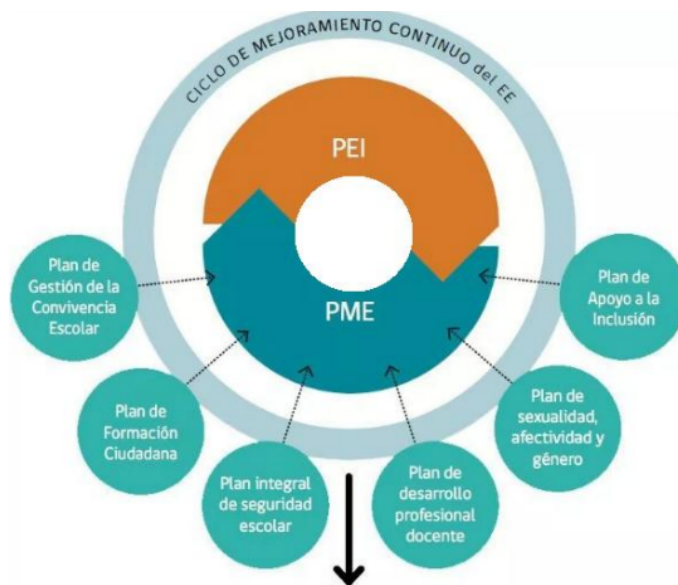 CICLO DE MEJORAMIENTO CONTINUO del EE
PEI
PME
Plan de
Gestión de la
Convivencia
Escolar
Plan de
Formación
Ciudadana
Plan integral
de seguridad
escolar
Plan de
desarrollo
profesional
docente
Plan de
sexualidad,
afectividad y
género
Plan de
Apoyo a la
Inclusión